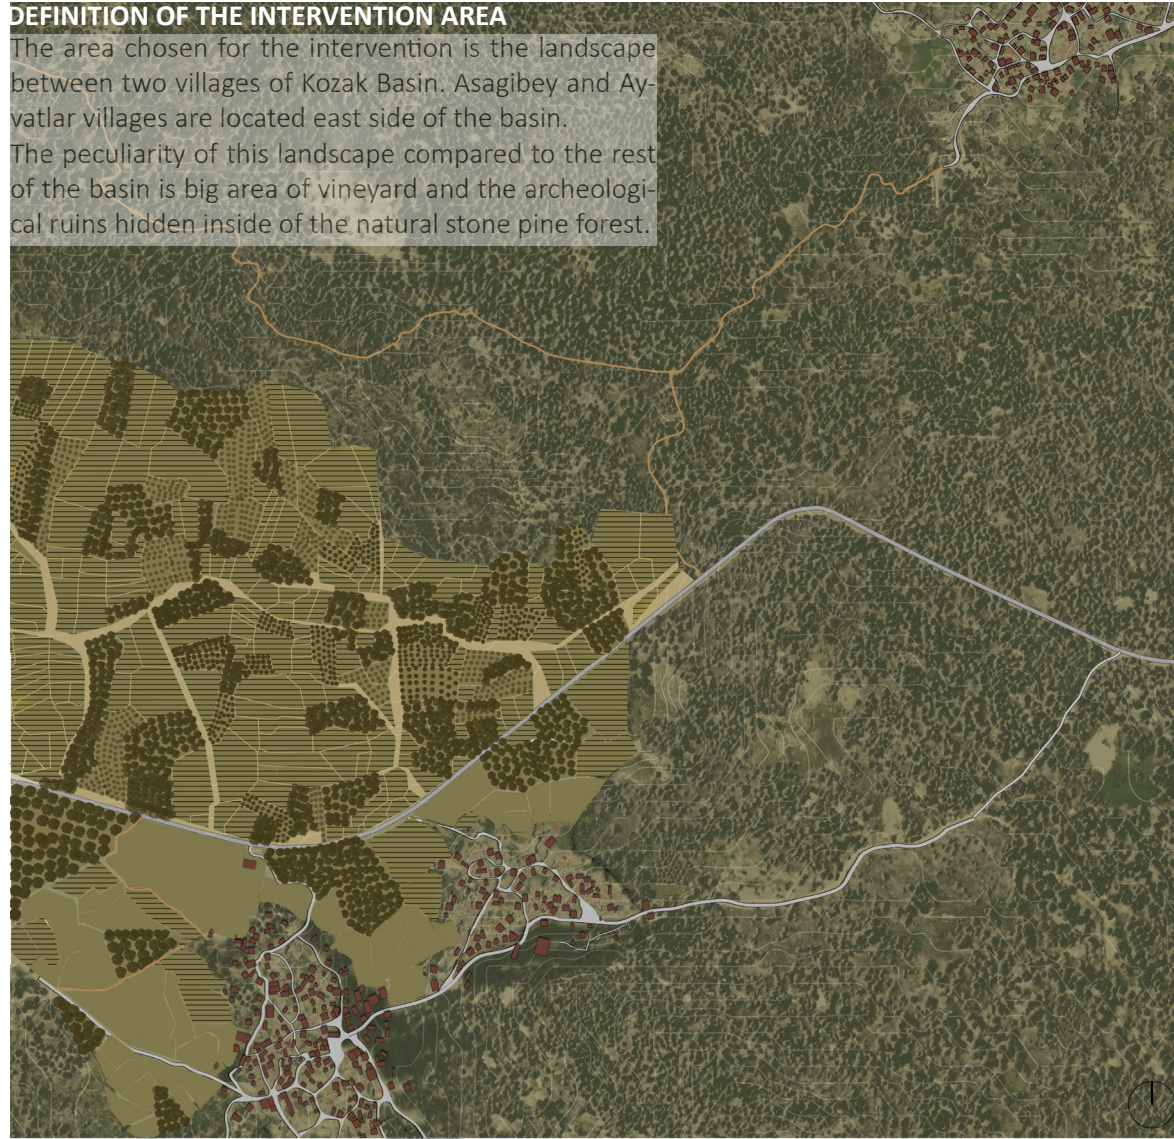 DEFINITION OF THE INTERVENTION AREA
The area chosen for the intervention is the landscape
between two villages of Kozak Basin. Asagibey and Ay-
vatlar villages are located east side of the basin.
The peculiarity of this landscape compared to the rest
of the basin is big area of vineyard and the archeologi-
cal ruins hidden inside of the natural stone pine forest.